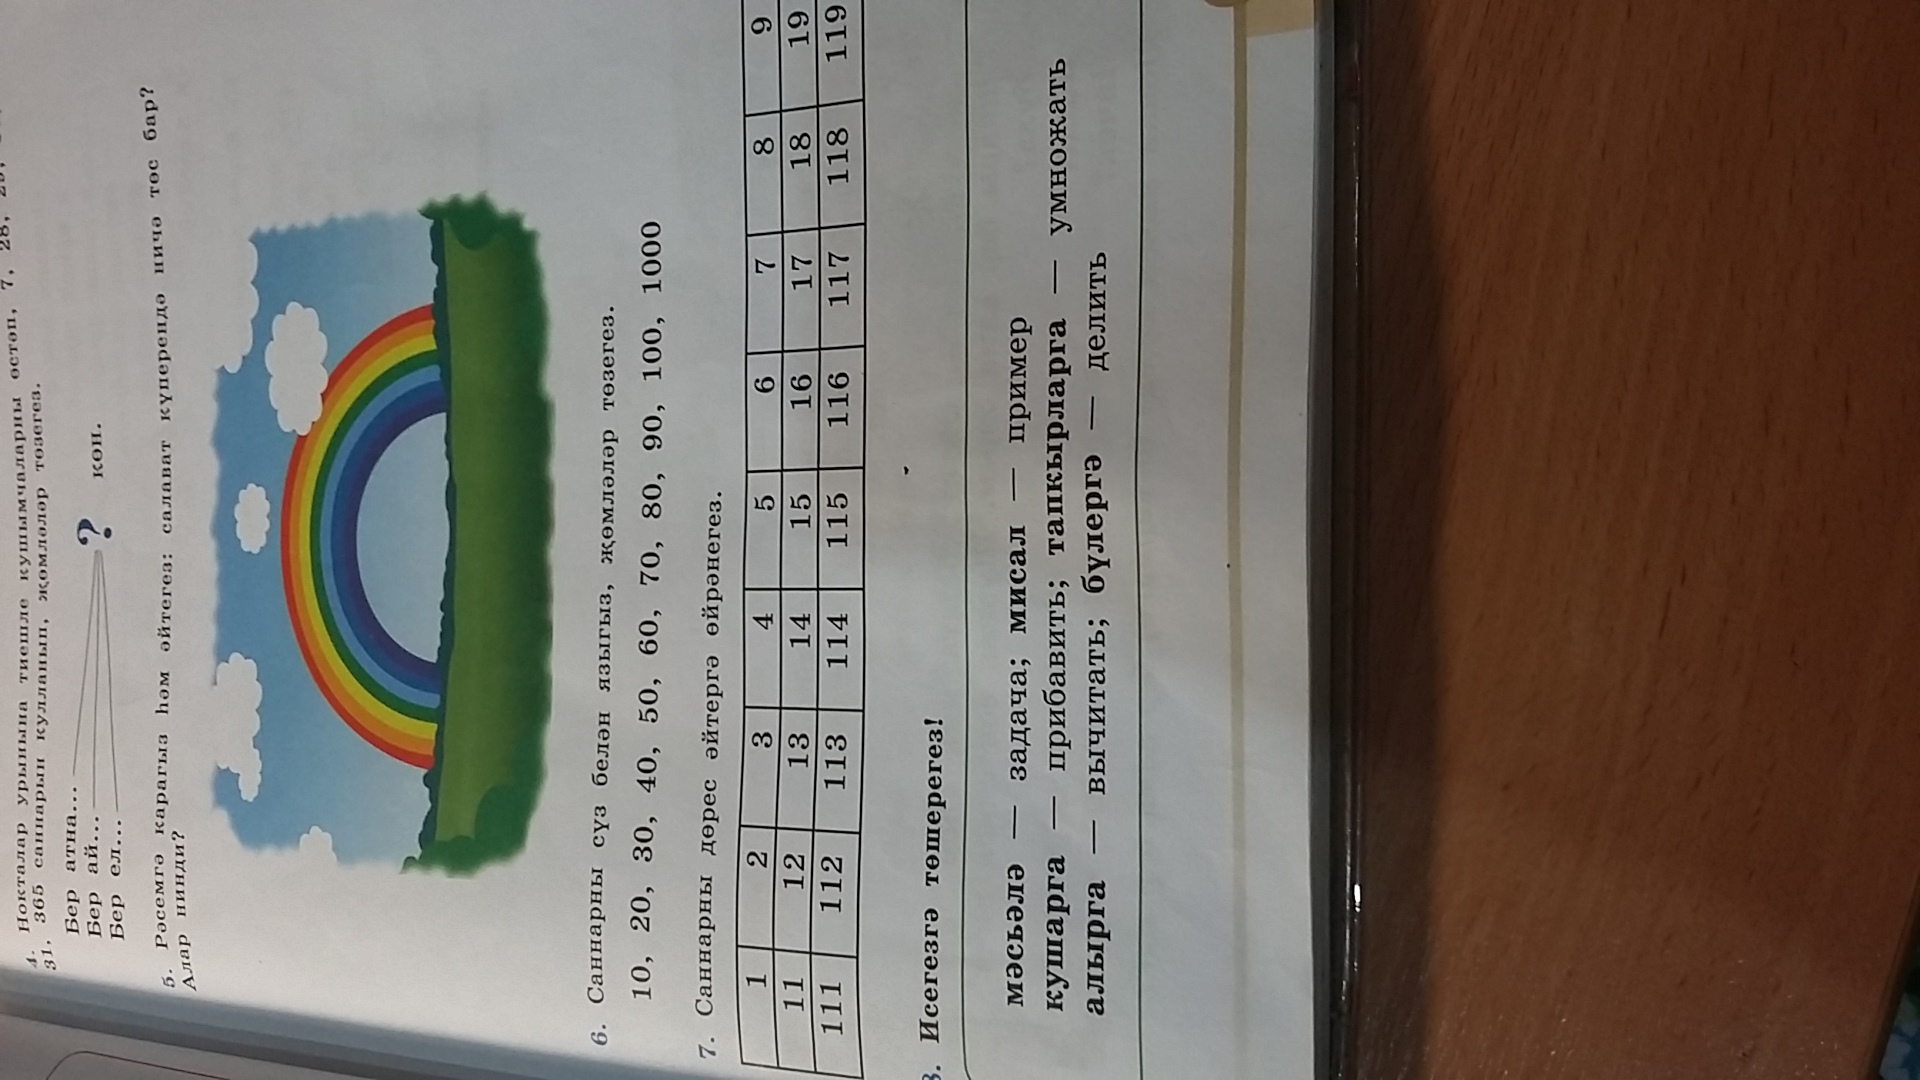 4. Нокталар урынына тиешле кушымчаларны өстәп, 7, 28,
31, 365 саннарын кулланып, җөмләләр төзегез.
Бер атна...
Бер ай... ? көн.
Бер ел...
5. Рәсемгә карагыз һәм әйтегез: салават күперендә ничә төс бар?
Алар нинди?
6. Саннарны сүз белән языгыз, җөмләләр төзегез.
10, 20, 30, 40, 50, 60, 70, 80, 90, 100, 1000
7. Саннарны дөрес әйтергә өйрәнегез.
1 2 3 4 5 6 7 8 9
11 12 13 14 15 16 17 18 19
111 112 113 114 115 116 117 118 119
Исегезгә төшерегез!
мәсьәлә — задача; мисал — пример
кушарга — прибавить; тапкырларга — умножать
алырга — вычитать; бүлергә — делить